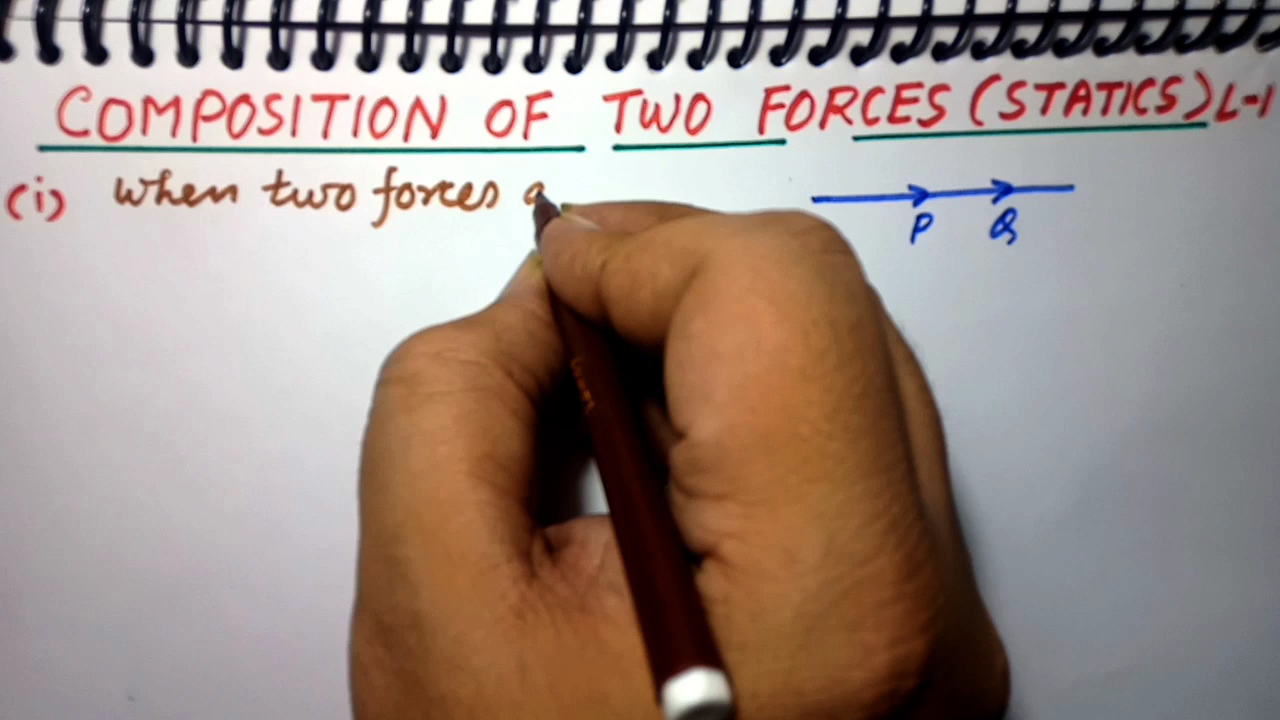 COMPOSITION OF TWO FORCES (STATICS) L-1
(i) When two forces a
P Q